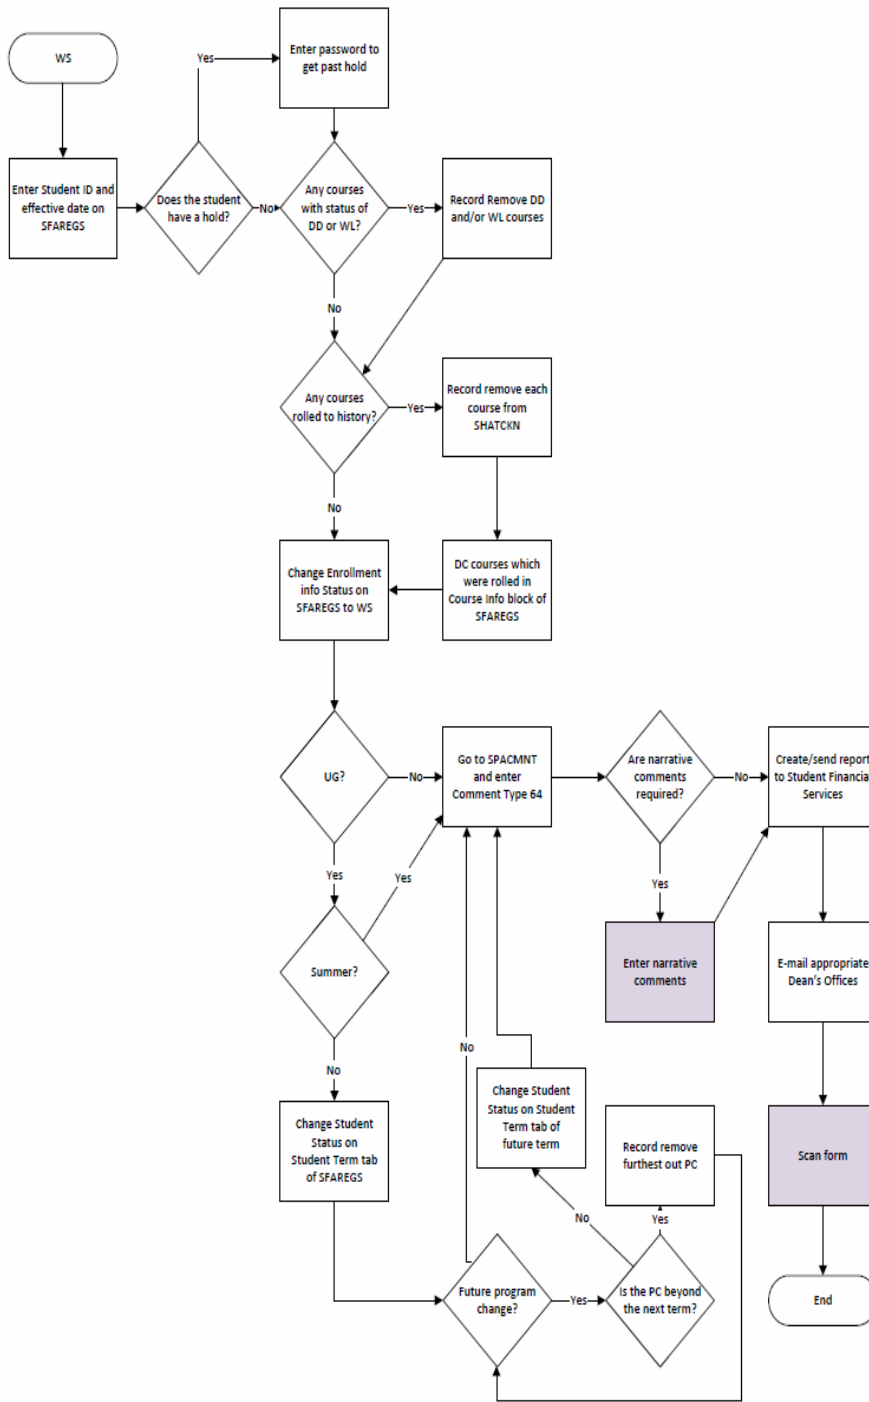 WS
Yes
Enter password to
get past hold
Enter Student ID and
effective date on
SFAREGS
Does the student
have a hold?
No
Any courses
with status of
DD or WL?
Yes
Record Remove DD
and/or WL courses
No
Any courses
rolled to history?
Yes
Record remove each
course from
SHATCKN
No
Change Enrollment
info Status on
SFAREGS to WS
DC courses which
were rolled in
Course Info block of
SFAREGS
UG?
No
Go to SPACMNT
and enter
Comment Type 64
Are narrative
comments
required?
No
Create/send report
to Student Financia
Services
Yes
Yes
Yes
Summer?
Enter narrative
comments
E-mail appropriate
Dean's Offices
No
No
Change Student
Status on
Student Term tab
of SFAREGS
Change Student
Status on Student
Term tab of
future term
Record remove
furthest out PC
Scan form
No
Yes
Future program
change?
Yes
Is the PC beyond
the next term?
End